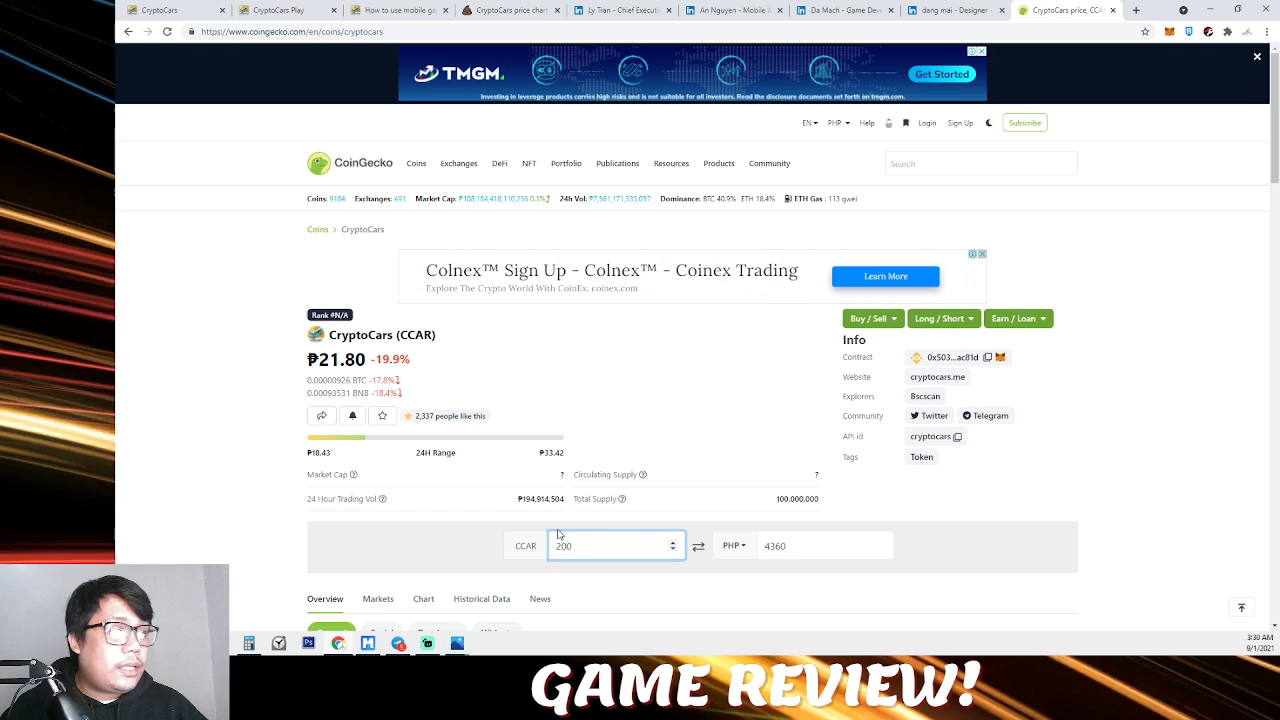 CryptoCars
CryptoCars Play
How to use mobile ga
CryptoCars price chart
Ly Tran - Chief Executi
An Nguyen - Mobile A
Da Mach - Game Dev
dang mai - Designer -
CryptoCars price, CCA
https://www.coingecko.com/en/coins/cryptocars
TMGM.
Get Started
Investing in leverage products carries high risks and is not suitable for all investors. Read the disclosure documents set forth on tmgm.com.
EN PHP Help Login Sign Up Subscribe
CoinGecko Coins Exchanges DeFi NFT Portfolio Publications Resources Products Community Search
Coins: 9184 Exchanges: 491 Market Cap: ₱108,184,418,110,236 0.1% 24h Vol: ₱7,561,171,333,057 Dominance: BTC 40.9% ETH 18.4% ETH Gas : 113 gwei
Coins > CryptoCars
Colnex™ Sign Up - Colnex™ - Coinex Trading
Explore The Crypto World With CoinEx. coinex.com
Learn More
Rank #N/A
CryptoCars (CCAR)
₱21.80 -19.9%
0.00000926 BTC -17.8%
0.00093531 BNB -18.4%
2,337 people like this
₱18.43 24H Range ₱33.42
Market Cap ? Circulating Supply ?
24 Hour Trading Vol ₱194,914,504 Total Supply 100,000,000
Buy / Sell Long / Short Earn / Loan
Info
Contract 0x503...ac81d
Website cryptocars.me
Explorers Bscscan
Community Twitter Telegram
API id cryptocars
Tags Token
CCAR 200 PHP 4360
Overview Markets Chart Historical Data News
3:30 AM
9/1/2021
GAME REVIEW!